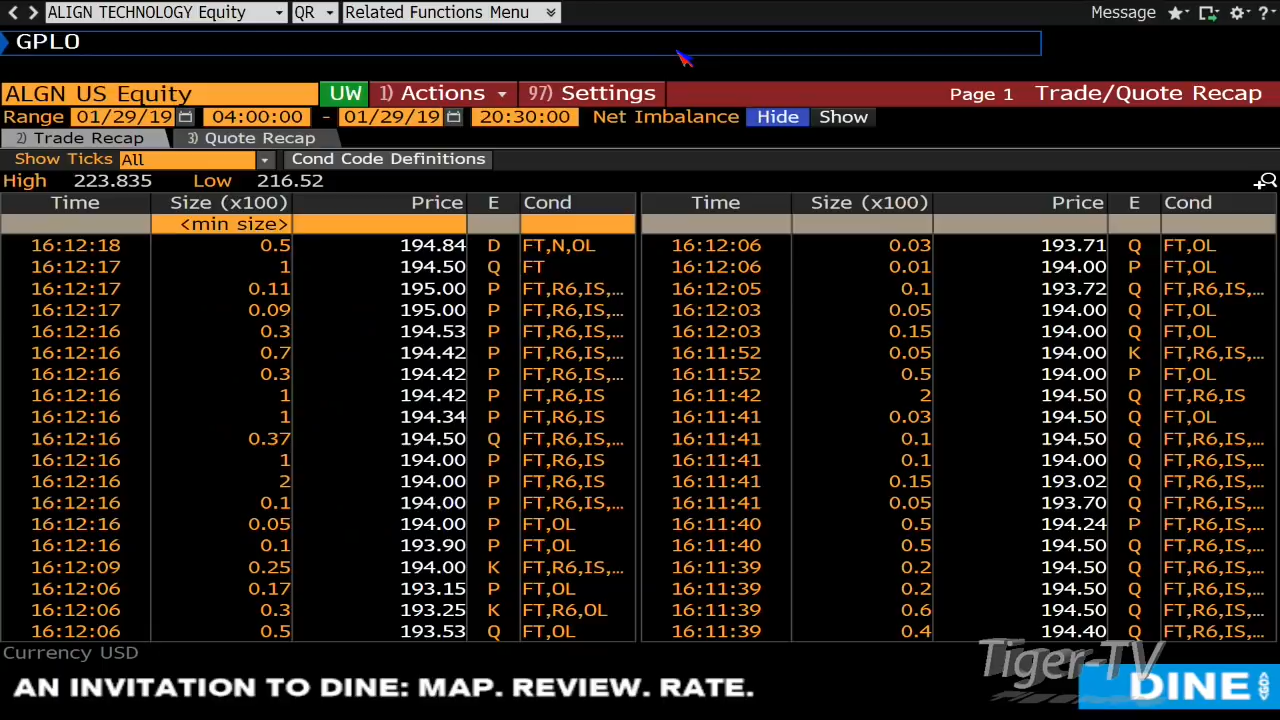 ALIGN TECHNOLOGY Equity QR Related Functions Menu Message ?
GPLO
ALGN US Equity UW 1) Actions 97) Settings Page 1 Trade/Quote Recap
Range 01/29/19 04:00:00 - 01/29/19 20:30:00 Net Imbalance Hide Show
2) Trade Recap 3) Quote Recap
Show Ticks All Cond Code Definitions
High 223.835 Low 216.52
Time Size (x100) Price E Cond Time Size (x100) Price E Cond
<min size>
16:12:18 0.5 194.84 D FT,N,OL 16:12:06 0.03 193.71 Q FT,OL
16:12:17 1 194.50 Q FT 16:12:06 0.01 194.00 P FT,OL
16:12:17 0.11 195.00 P FT,R6,IS,... 16:12:05 0.1 193.72 Q FT,R6,IS,...
16:12:17 0.09 195.00 P FT,R6,IS,... 16:12:03 0.05 194.00 Q FT,OL
16:12:16 0.3 194.53 P FT,R6,IS,... 16:12:03 0.15 194.00 Q FT,OL
16:12:16 0.7 194.42 P FT,R6,IS,... 16:11:52 0.05 194.00 K FT,R6,IS,...
16:12:16 0.3 194.42 P FT,R6,IS,... 16:11:52 0.5 194.00 P FT,OL
16:12:16 1 194.42 P FT,R6,IS 16:11:42 2 194.50 Q FT,R6,IS
16:12:16 1 194.34 P FT,R6,IS 16:11:41 0.03 194.50 Q FT,OL
16:12:16 0.37 194.50 Q FT,R6,IS,... 16:11:41 0.1 194.50 Q FT,R6,IS,...
16:12:16 1 194.00 P FT,R6,IS 16:11:41 0.1 194.00 Q FT,R6,IS,...
16:12:16 2 194.00 P FT,R6,IS 16:11:41 0.15 193.02 Q FT,R6,IS,...
16:12:16 0.1 194.00 P FT,R6,IS,... 16:11:41 0.05 193.70 Q FT,R6,IS,...
16:12:16 0.05 194.00 P FT,OL 16:11:40 0.5 194.24 P FT,R6,IS,...
16:12:16 0.1 193.90 P FT,OL 16:11:40 0.5 194.50 Q FT,R6,IS,...
16:12:09 0.25 194.00 K FT,R6,IS,... 16:11:39 0.2 194.50 Q FT,R6,IS,...
16:12:06 0.17 193.15 P FT,OL 16:11:39 0.2 194.50 Q FT,R6,IS,...
16:12:06 0.3 193.25 K FT,R6,OL 16:11:39 0.6 194.50 Q FT,R6,IS,...
16:12:06 0.5 193.53 Q FT,OL 16:11:39 0.4 194.40 Q FT,R6,IS,...
Currency USD
Tiger-TV
AN INVITATION TO DINE: MAP. REVIEW. RATE.
DINE